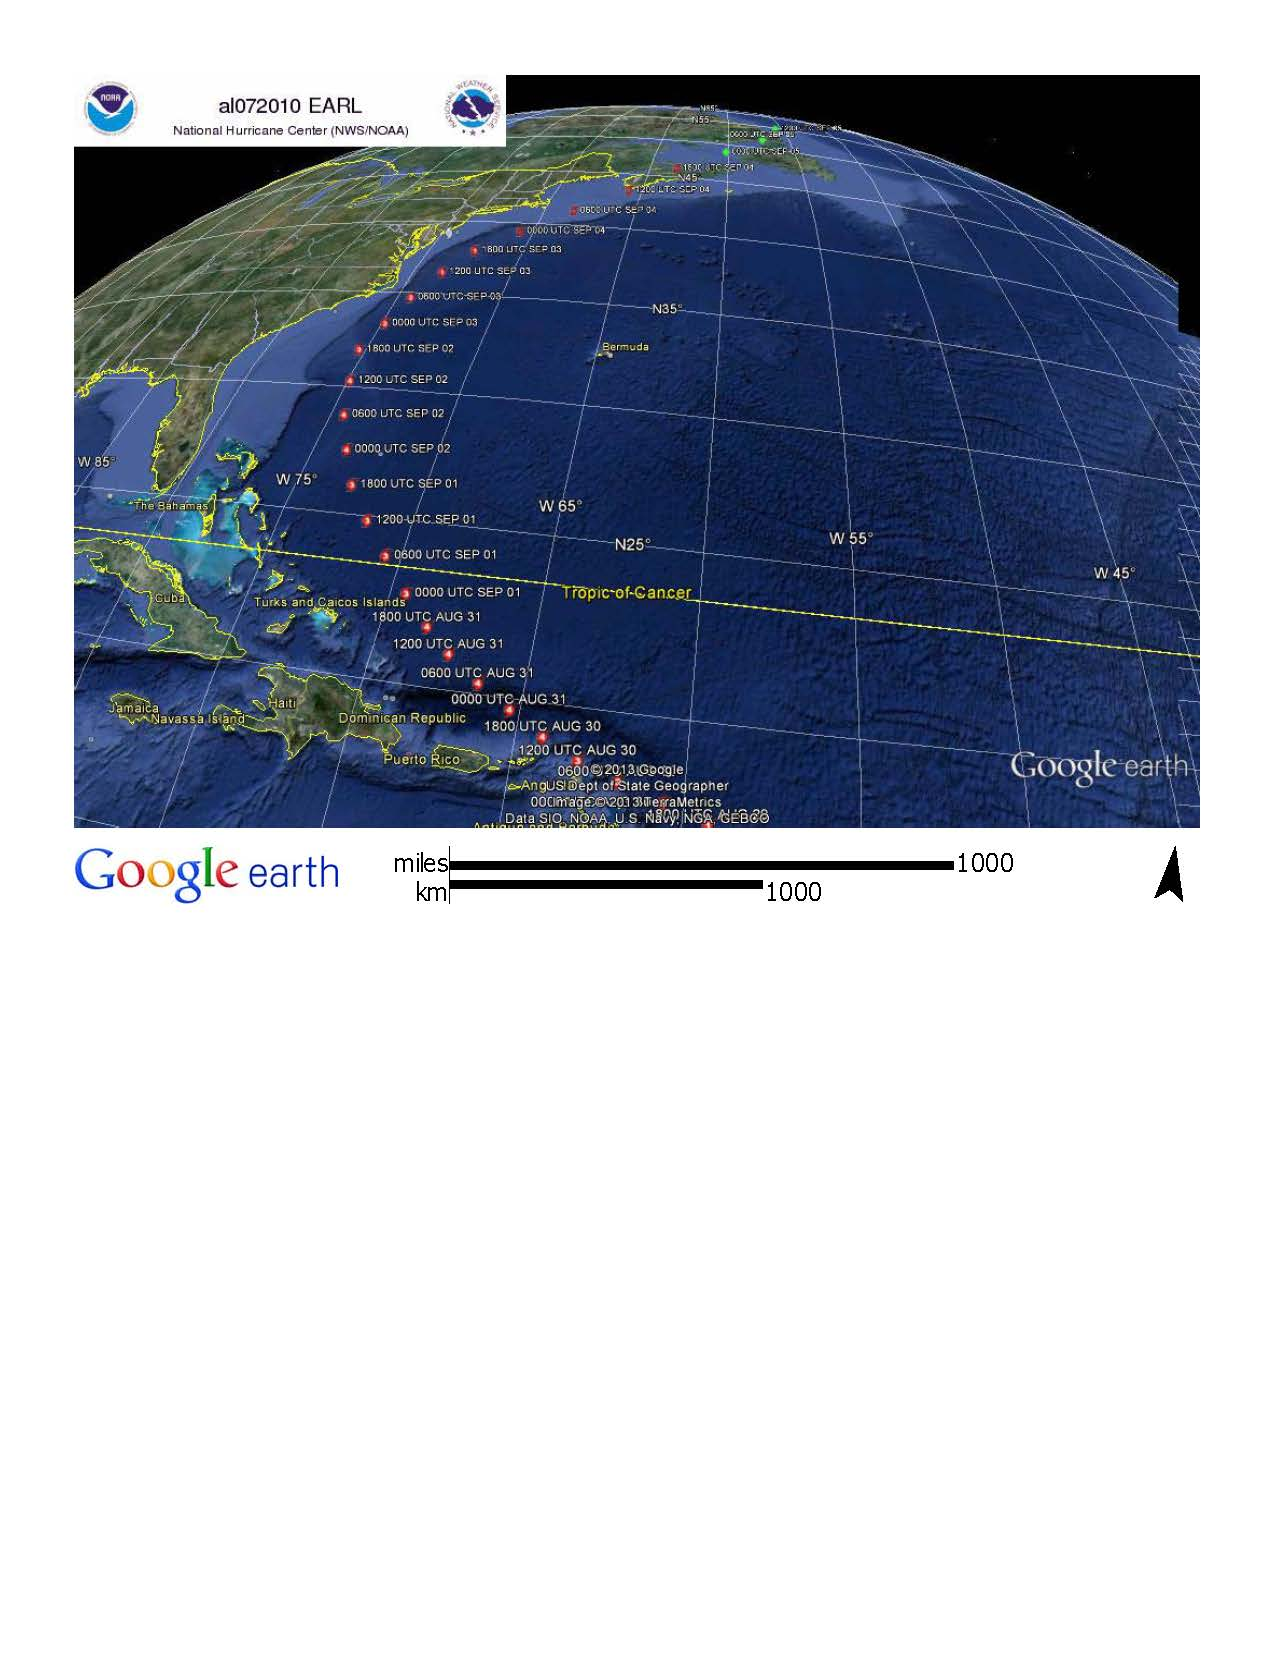 NOAA
al072010 EARL
National Hurricane Center (NWS/NOAA)
NATIONAL WEATHER SERVICE
N55°
0000 UTC SEP 05
1800 UTC SEP 04
N45°
1200 UTC SEP 04
0600 UTC SEP 04
0000 UTC SEP 04
1800 UTC SEP 03
1200 UTC SEP 03
0600 UTC SEP 03
N35°
0000 UTC SEP 03
1800 UTC SEP 02
Bermuda
1200 UTC SEP 02
0600 UTC SEP 02
0000 UTC SEP 02
W 85°
W 75°
1800 UTC SEP 01
The Bahamas
W 65°
1200 UTC SEP 01
W 55°
N25°
0600 UTC SEP 01
W 45°
0000 UTC SEP 01
Tropic of Cancer
Cuba
Turks and Caicos Islands
1800 UTC AUG 31
1200 UTC AUG 31
0600 UTC AUG 31
0000 UTC AUG 31
Jamaica
Navassa Island
Haiti
Dominican Republic
1800 UTC AUG 30
1200 UTC AUG 30
Puerto Rico
© 2013 Google
US Dept of State Geographer
Image © 2013 TerraMetrics
Data SIO, NOAA, U.S. Navy, NGA, GEBCO
Google earth
Google earth
miles 1000
km 1000